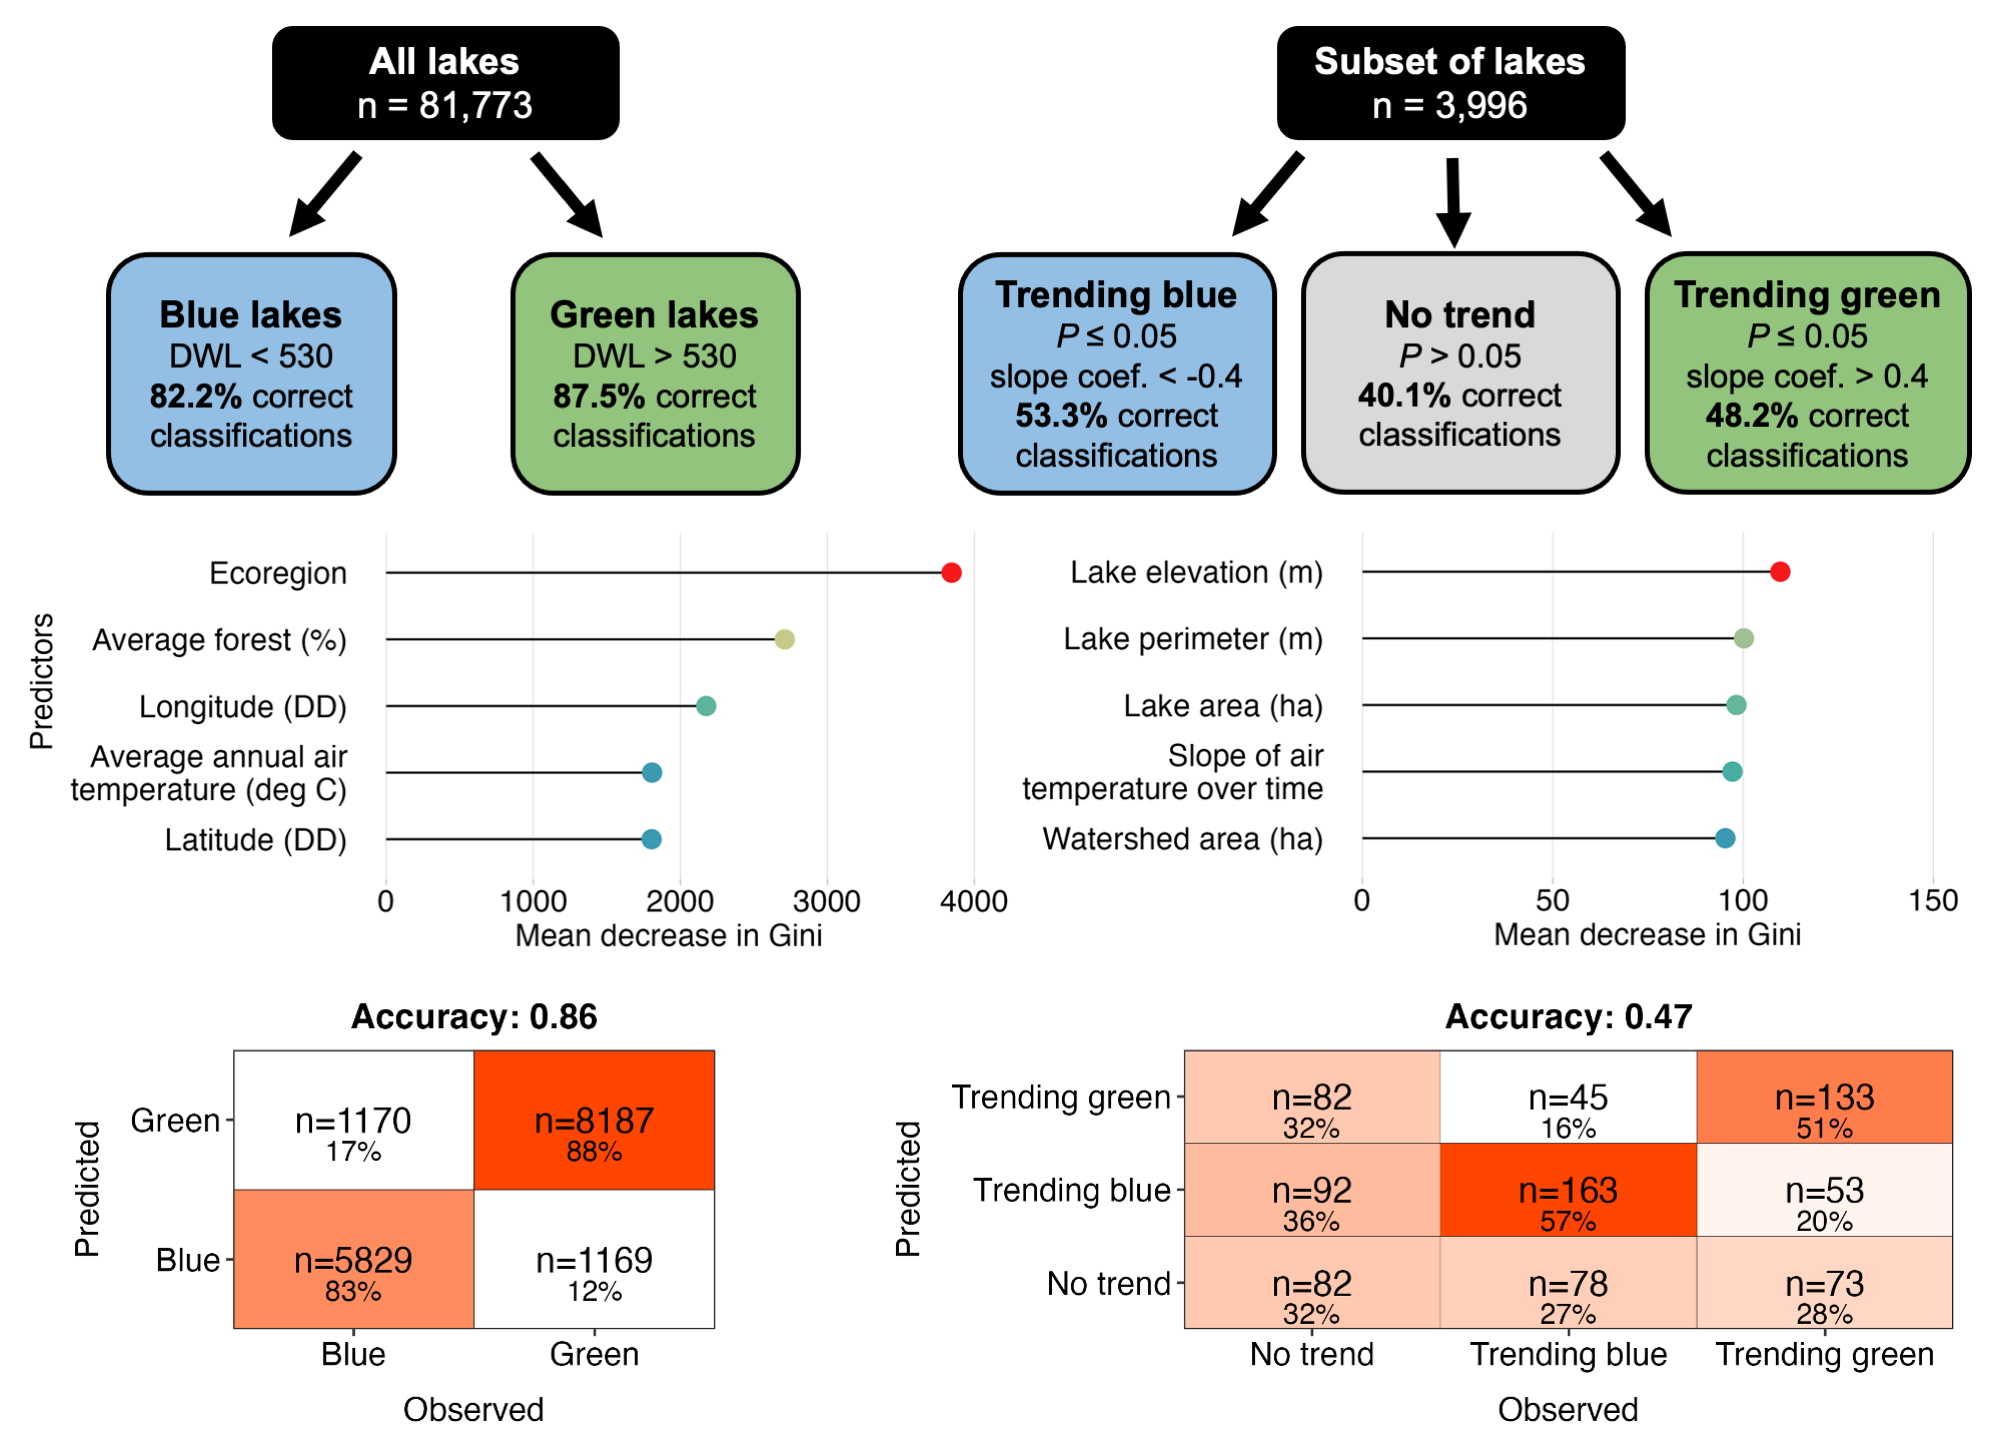 All lakes
n = 81,773
Subset of lakes
n = 3,996
Blue lakes
DWL < 530
82.2% correct
classifications
Green lakes
DWL > 530
87.5% correct
classifications
Trending blue
P ≤ 0.05
slope coef. < -0.4
53.3% correct
classifications
No trend
P > 0.05
40.1% correct
classifications
Trending green
P ≤ 0.05
slope coef. > 0.4
48.2% correct
classifications
Predictors
Ecoregion
Average forest (%)
Longitude (DD)
Average annual air
temperature (deg C)
Latitude (DD)
0 1000 2000 3000 4000
Mean decrease in Gini
Lake elevation (m)
Lake perimeter (m)
Lake area (ha)
Slope of air
temperature over time
Watershed area (ha)
0 50 100 150
Mean decrease in Gini
Accuracy: 0.86
Predicted
Green
n=1170
17%
n=8187
88%
Blue
n=5829
83%
n=1169
12%
Blue Green
Observed
Accuracy: 0.47
Predicted
Trending green
n=82
32%
n=45
16%
n=133
51%
Trending blue
n=92
36%
n=163
57%
n=53
20%
No trend
n=82
32%
n=78
27%
n=73
28%
No trend Trending blue Trending green
Observed